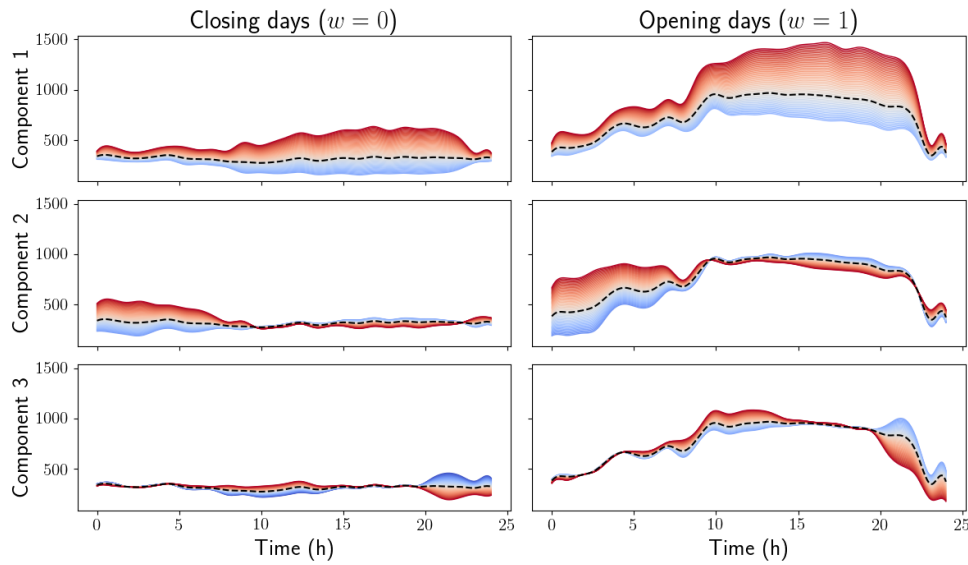 Closing days (w = 0)
Opening days (w = 1)
Component 1
1500
1000
500
Component 2
1500
1000
500
Component 3
1500
1000
500
0 5 10 15 20 25
0 5 10 15 20 25
Time (h)
Time (h)